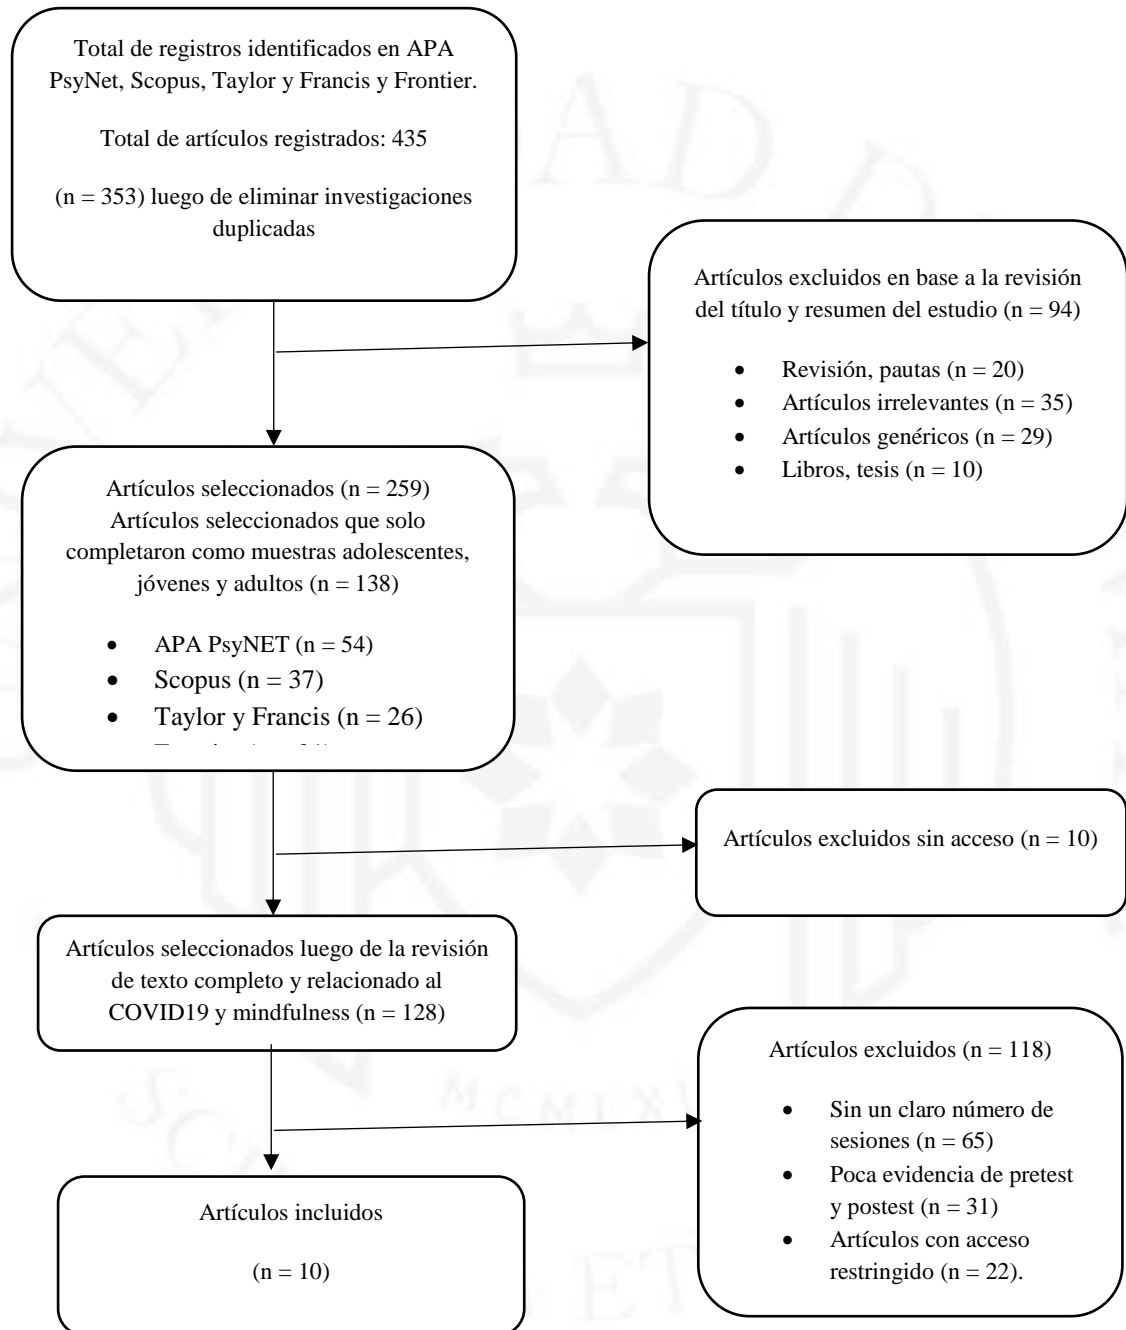 Total de registros identificados en APA
PsyNet, Scopus, Taylor y Francis y Frontier.
Total de artículos registrados: 435
(n = 353) luego de eliminar investigaciones
duplicadas
Artículos excluidos en base a la revisión
del título y resumen del estudio (n = 94)
• Revisión, pautas (n = 20)
• Artículos irrelevantes (n = 35)
• Artículos genéricos (n = 29)
• Libros, tesis (n = 10)
Artículos seleccionados (n = 259)
Artículos seleccionados que solo
completaron como muestras adolescentes,
jóvenes y adultos (n = 138)
• APA PsyNET (n = 54)
• Scopus (n = 37)
• Taylor y Francis (n = 26)
Artículos excluidos sin acceso (n = 10)
Artículos seleccionados luego de la revisión
de texto completo y relacionado al
COVID19 y mindfulness (n = 128)
Artículos excluidos (n = 118)
• Sin un claro número de
sesiones (n = 65)
• Poca evidencia de pretest
y postest (n = 31)
• Artículos con acceso
restringido (n = 22).
Artículos incluidos
(n = 10)